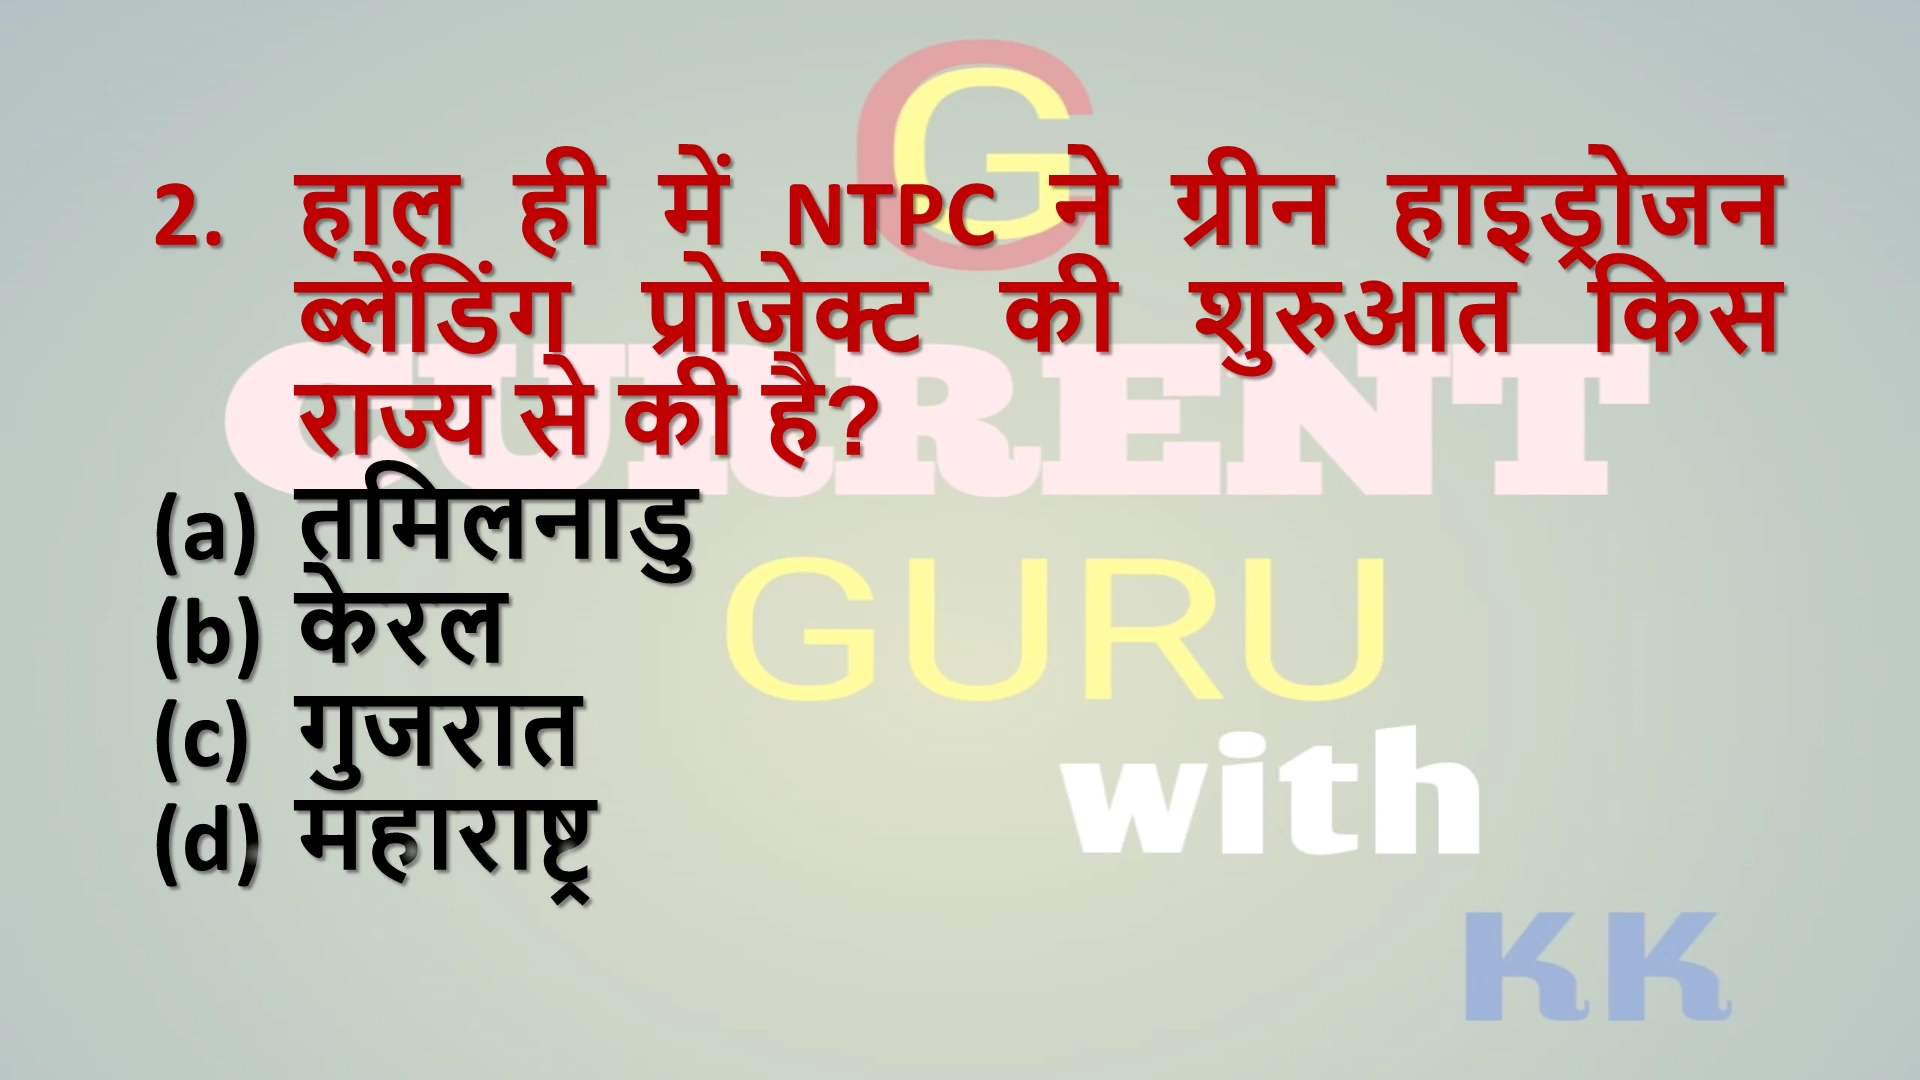 G
2. हाल ही में NTPC ने ग्रीन हाइड्रोजन
ब्लेंडिंग प्रोजेक्ट की शुरुआत किस
राज्य से की है?
CURRENT
(a) तमिलनाडु
(b) केरल
GURU
(c) गुजरात
with
(d) महाराष्ट्र
KK